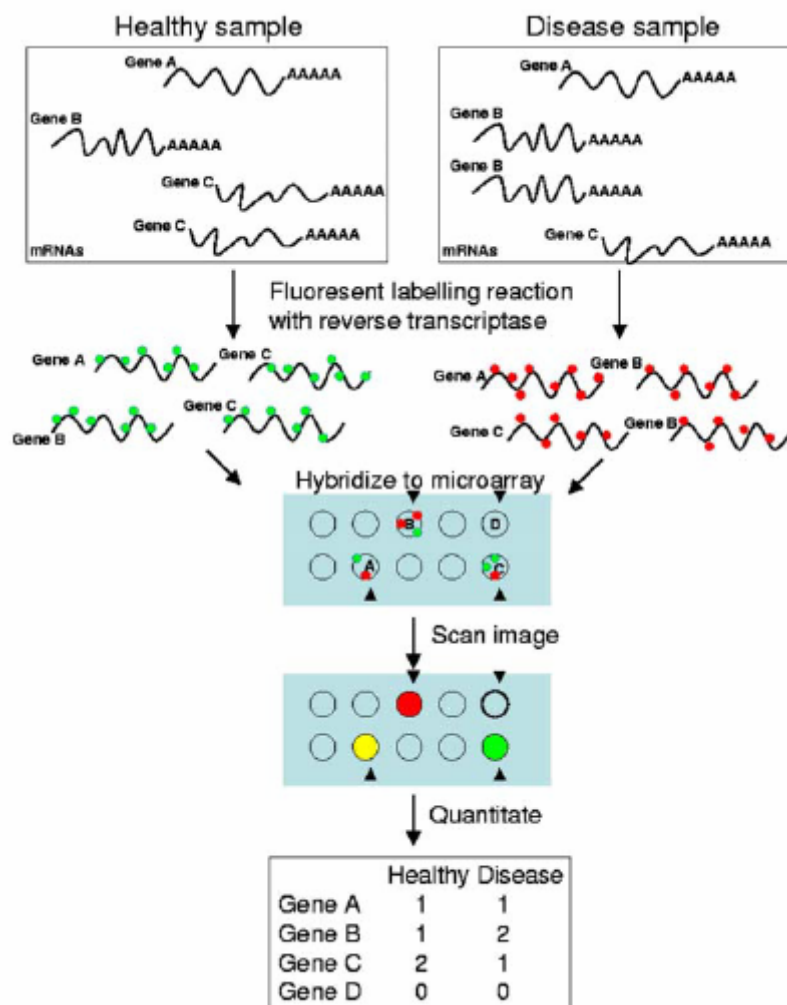 Healthy sample
Disease sample
Gene A
AAAAA
Gene B
AAAAA
Gene C
AAAAA
Gene C
AAAAA
mRNAs
Gene A
AAAAA
Gene B
AAAAA
Gene B
AAAAA
Gene C
AAAAA
mRNAs
Fluoresent labelling reaction
with reverse transcriptase
Gene A
Gene C
Gene B
Gene C
Gene A
Gene B
Gene C
Gene B
Hybridize to microarray
B
D
A
C
Scan image
Quantitate
Healthy Disease
Gene A 1 1
Gene B 1 2
Gene C 2 1
Gene D 0 0